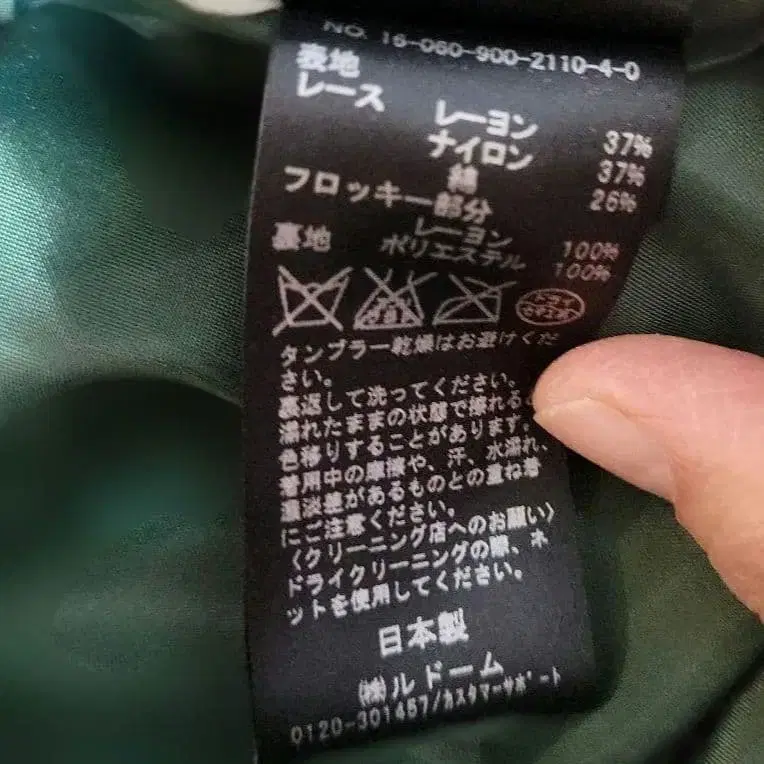 NO. 16-060-900-2110-4-0
表地
レース
レーヨン 37%
ナイロン 37%
綿 26%
フロッキー部分
レーヨン 100%
裏地 ポリエステル 100%
ドライ
タンブラー乾燥はお避けくだ
さい。
裏返して洗ってください。
濡れたままの状態で擦れると
色移りすることがあります。
着用中の摩擦や、汗、水濡れ、
濃淡差があるものとの重ね着
にご注意ください。
〈クリーニング店へのお願い〉
ドライクリーニングの際、ネ
ットを使用してください。
日本製
㈱ルドーム
0120-301457/カスタマーサポート